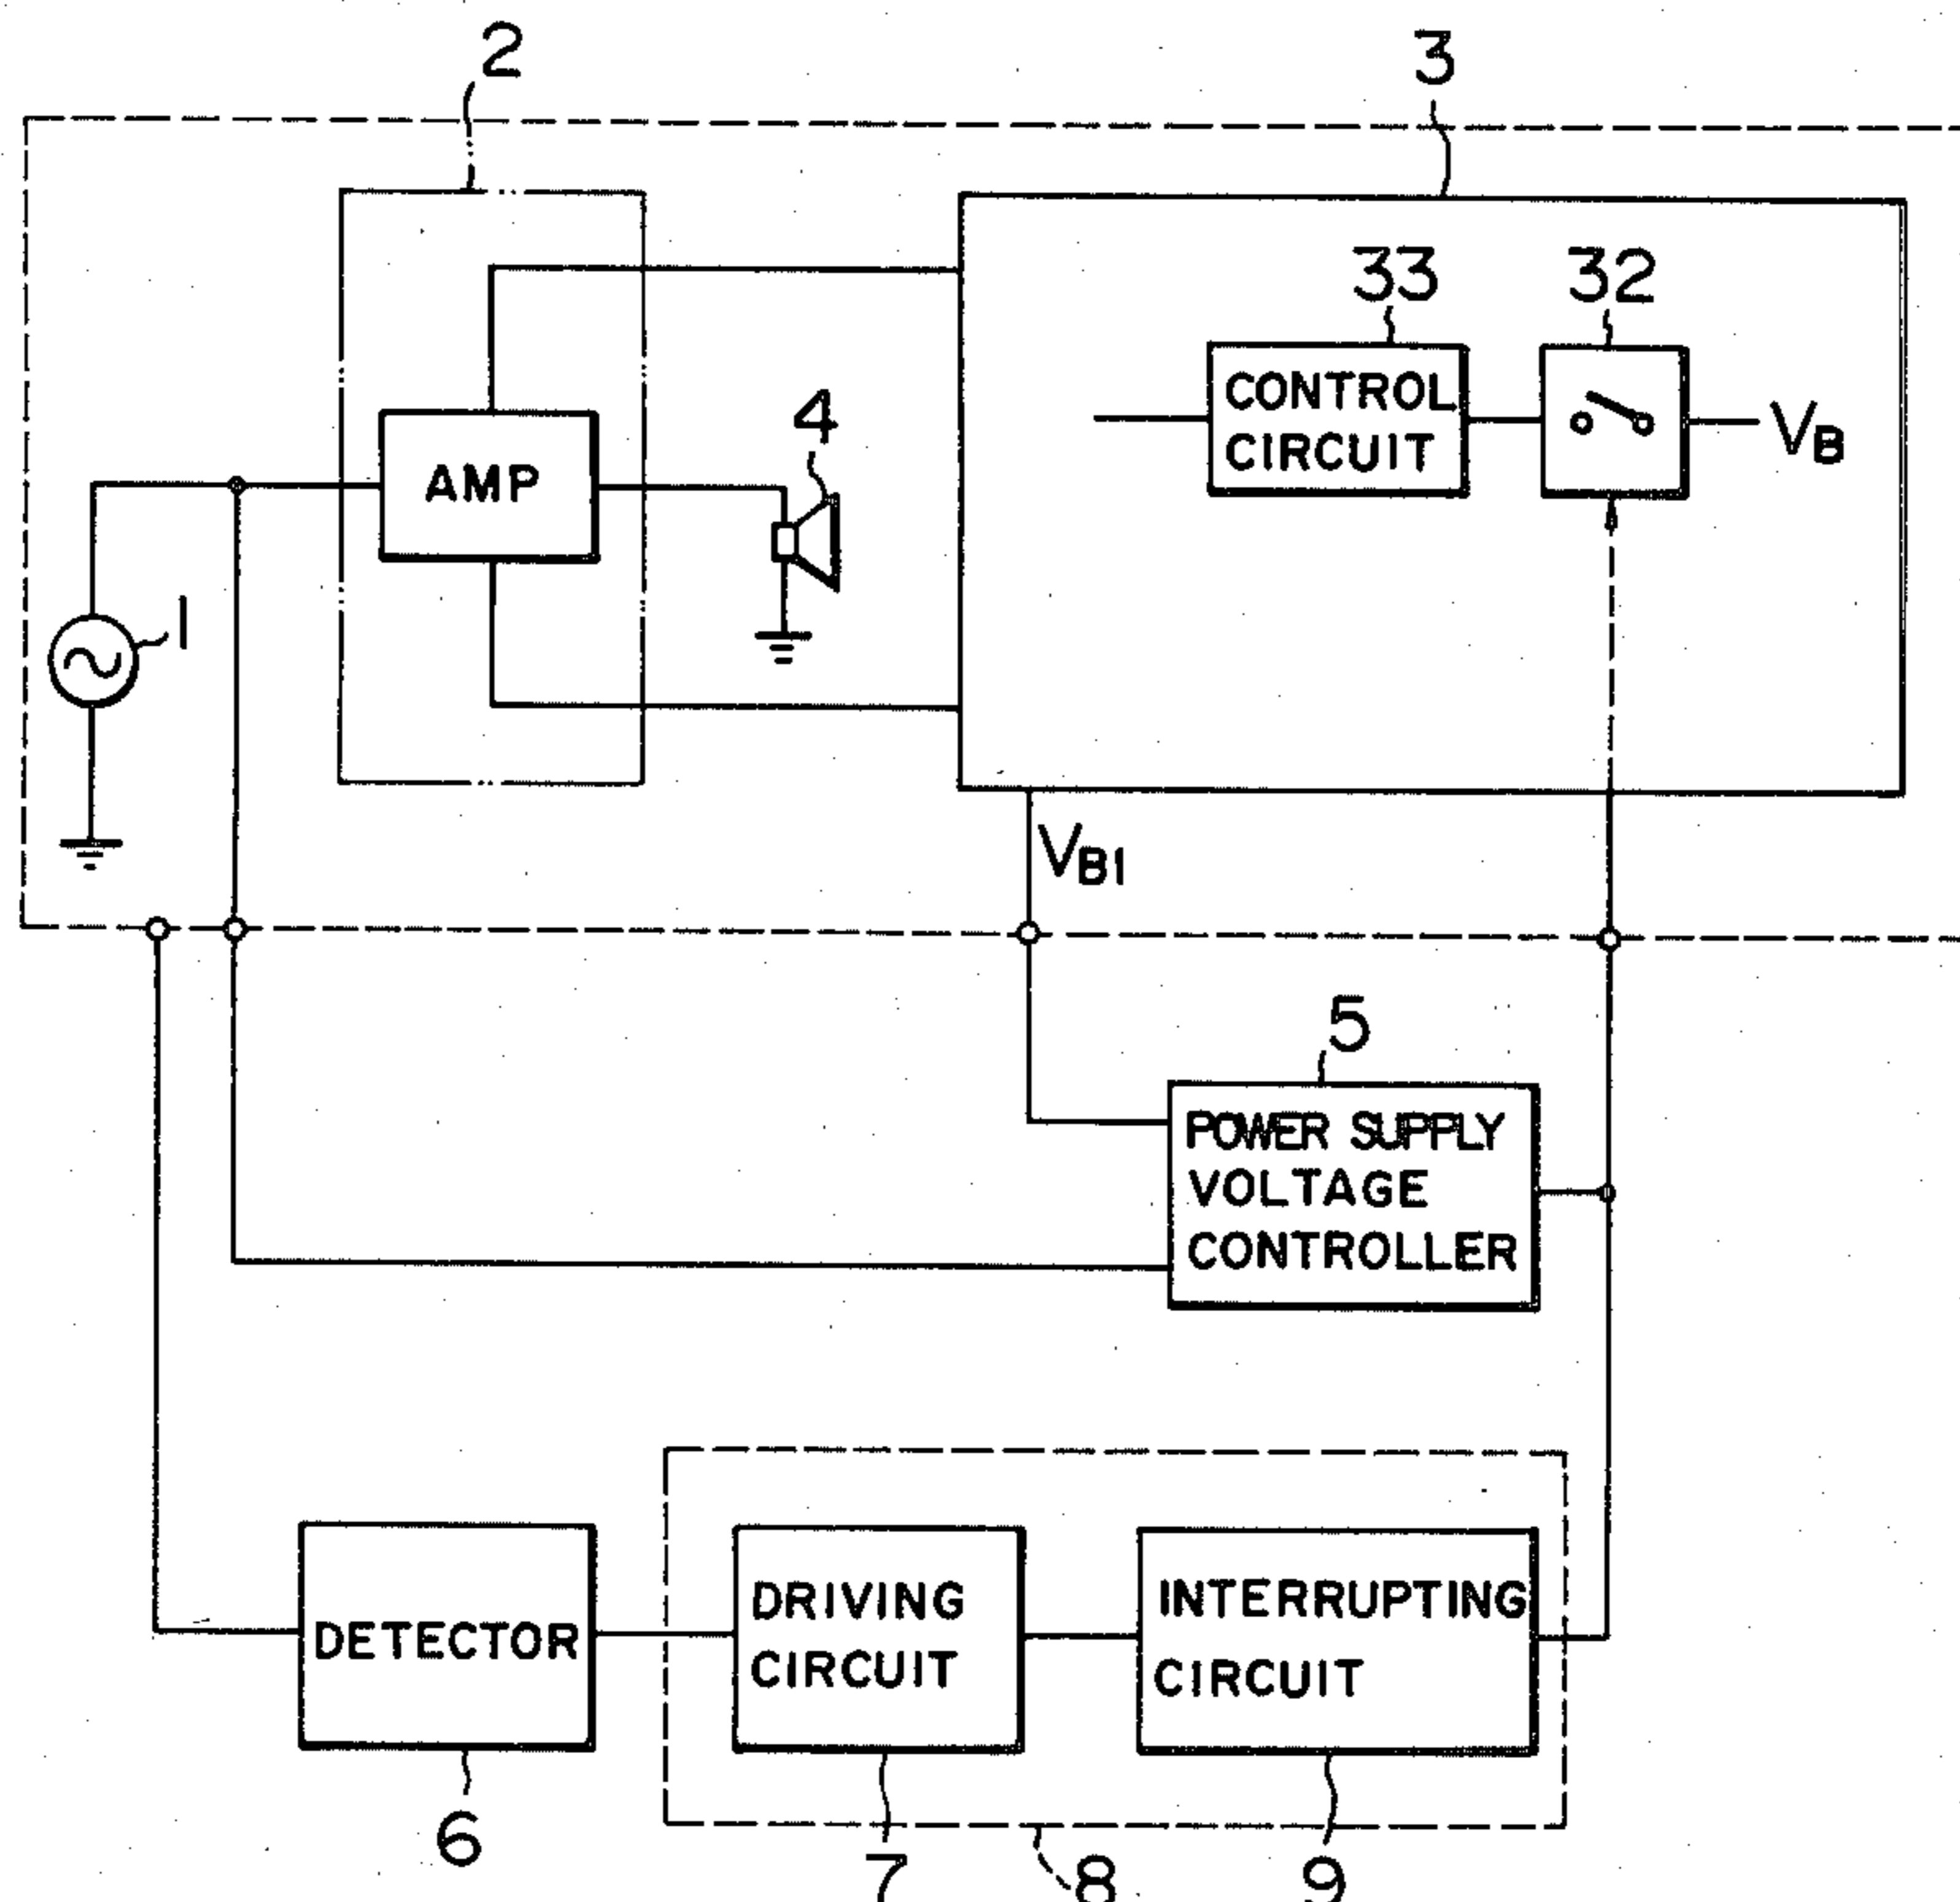 2
3
33
32
CONTROL
CIRCUIT
VB
4
AMP
1
VB1
5
POWER SUPPLY
VOLTAGE
CONTROLLER
DETECTOR
DRIVING
CIRCUIT
INTERRUPTING
CIRCUIT
6
7
8
9